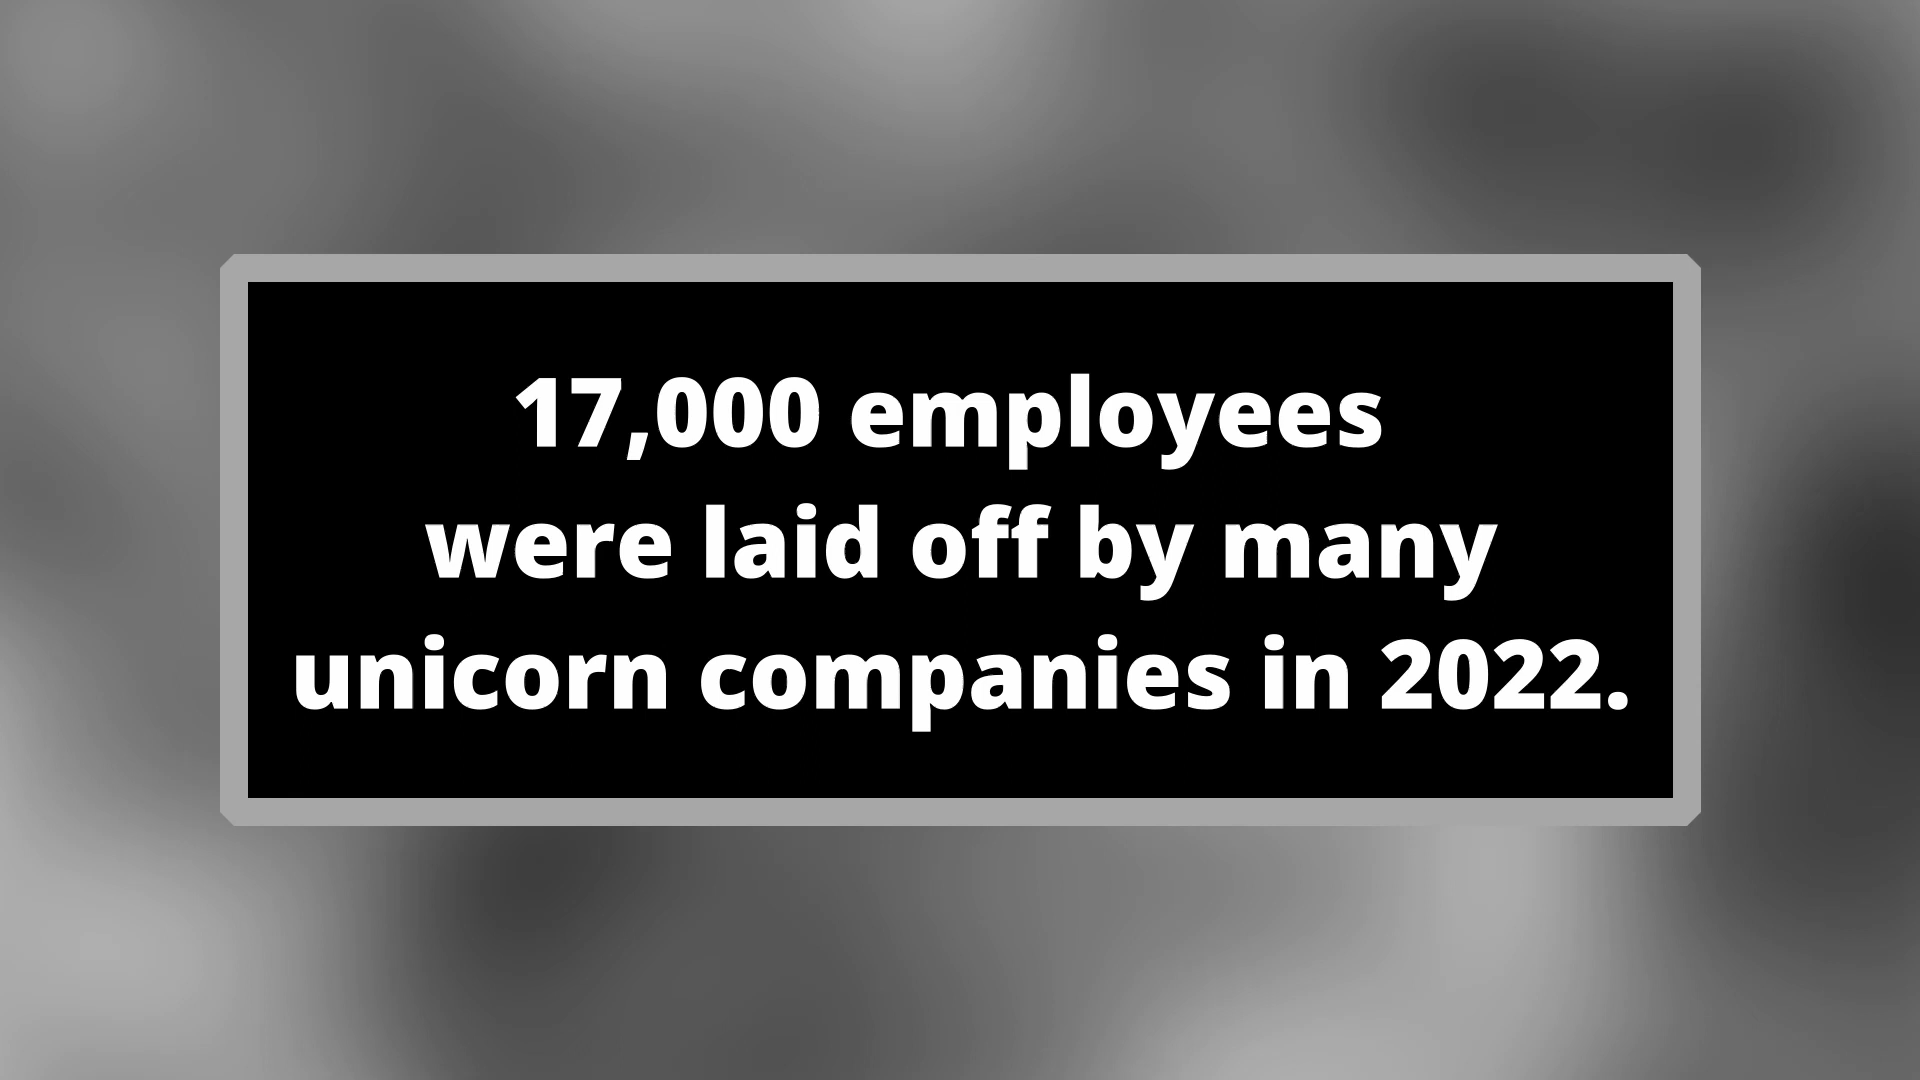 17,000 employees
were laid off by many
unicorn companies in 2022.